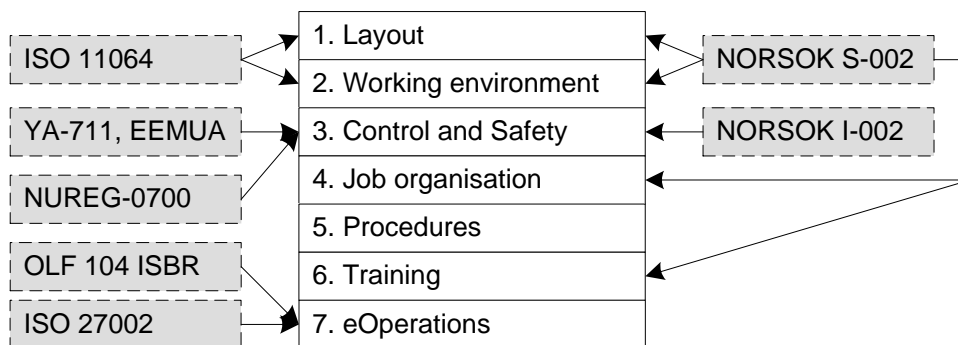 ISO 11064
YA-711, EEMUA
NUREG-0700
OLF 104 ISBR
ISO 27002
1. Layout
2. Working environment
3. Control and Safety
4. Job organisation
5. Procedures
6. Training
7. eOperations
NORSOK S-002
NORSOK I-002